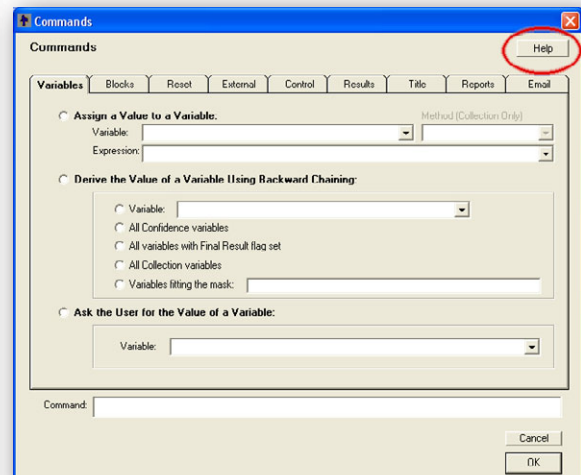 Commands
Commands
Help
Variables Blocks Reset External Control Results Title Reports Email
Assign a Value to a Variable. Method (Collection Only)
Variable:
Expression:
Derive the Value of a Variable Using Backward Chaining:
Variable:
All Confidence variables
All variables with Final Result flag set
All Collection variables
Variables fitting the mask:
Ask the User for the Value of a Variable:
Variable:
Command:
Cancel
OK